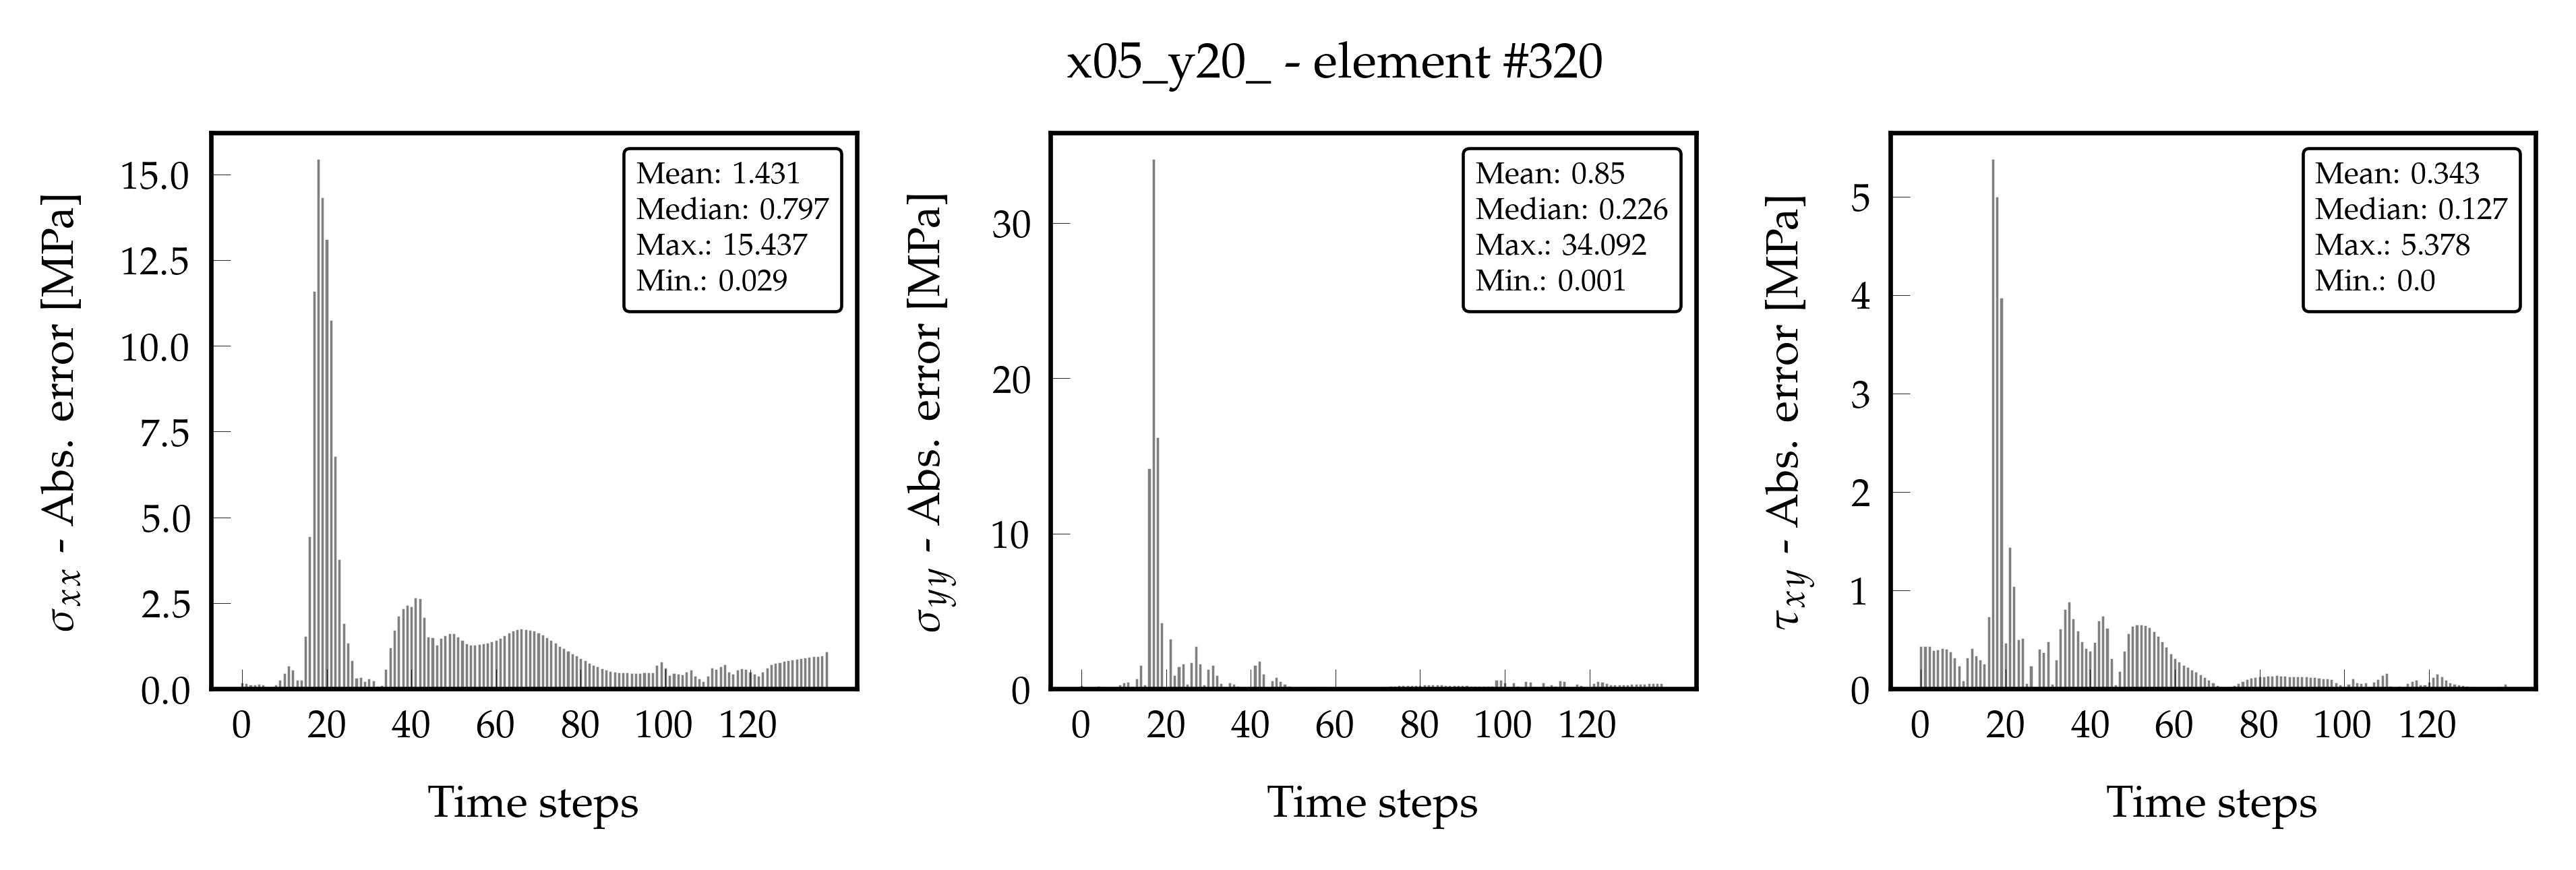 x05_y20_ - element #320
σxx - Abs. error [MPa]
15.0
12.5
10.0
7.5
5.0
2.5
0.0
0 20 40 60 80 100 120
Time steps
Mean: 1.431
Median: 0.797
Max.: 15.437
Min.: 0.029
σyy - Abs. error [MPa]
30
20
10
0
0 20 40 60 80 100 120
Time steps
Mean: 0.85
Median: 0.226
Max.: 34.092
Min.: 0.001
τxy - Abs. error [MPa]
5
4
3
2
1
0
0 20 40 60 80 100 120
Time steps
Mean: 0.343
Median: 0.127
Max.: 5.378
Min.: 0.0